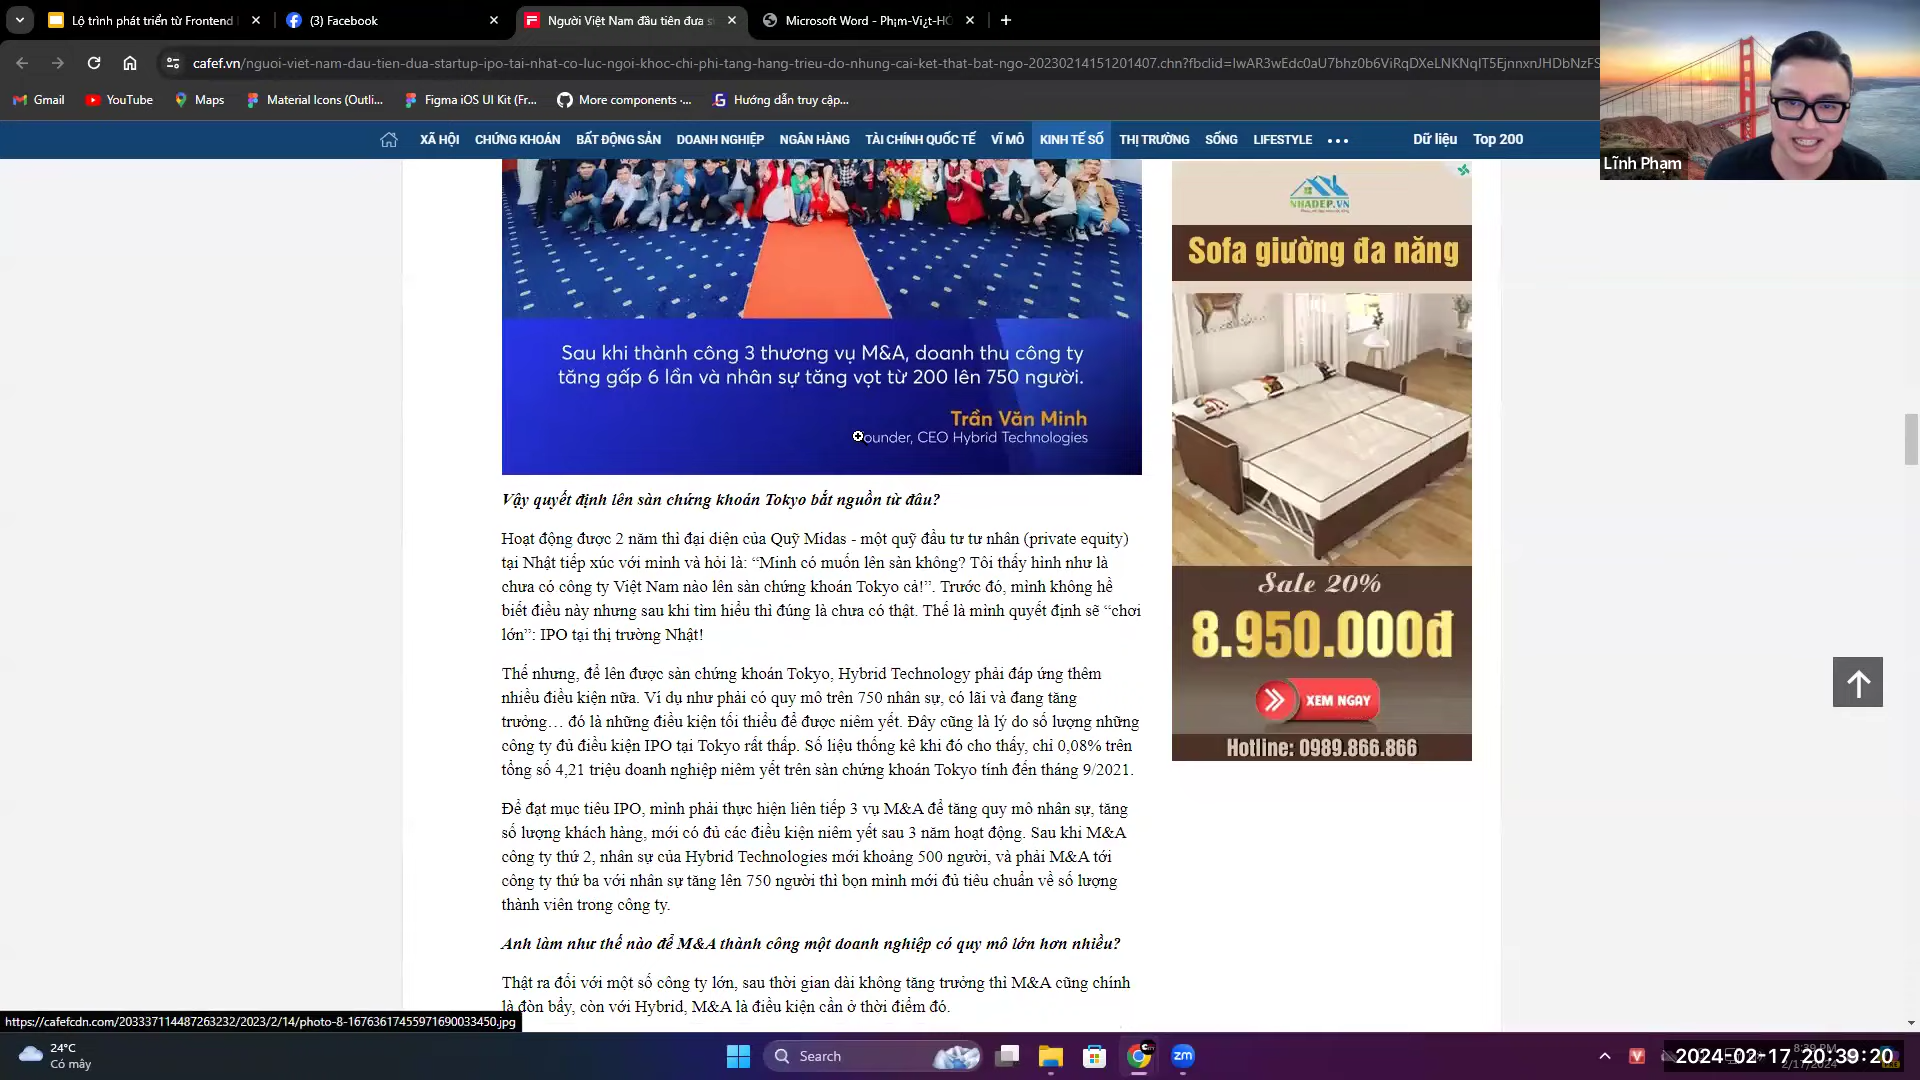 Lộ trình phát triển từ Frontend
(3) Facebook
Người Việt Nam đầu tiên đưa s
Microsoft Word - Ph¡m-Vi¿t-HÓ
cafef.vn/nguoi-viet-nam-dau-tien-dua-startup-ipo-tai-nhat-co-luc-ngoi-khoc-chi-phi-tang-hang-trieu-do-nhung-cai-ket-that-bat-ngo-20230214151201407.chn?fbclid=IwAR3wEdc0aU7bhz0b6ViRqDXeLNKNqIT5EjnnxnJHDbNzFS
Gmail
YouTube
Maps
Material Icons (Outli...
Figma iOS UI Kit (Fr...
More components ·...
Hướng dẫn truy cập...
Lĩnh Phạm
XÃ HỘI
CHỨNG KHOÁN
BẤT ĐỘNG SẢN
DOANH NGHIỆP
NGÂN HÀNG
TÀI CHÍNH QUỐC TẾ
VĨ MÔ
KINH TẾ SỐ
THỊ TRƯỜNG
SỐNG
LIFESTYLE
Dữ liệu
Top 200
Sau khi thành công 3 thương vụ M&A, doanh thu công ty
tăng gấp 6 lần và nhân sự tăng vọt từ 200 lên 750 người.
Trần Văn Minh
ounder, CEO Hybrid Technologies
Vậy quyết định lên sàn chứng khoán Tokyo bắt nguồn từ đâu?
Hoạt động được 2 năm thì đại diện của Quỹ Midas - một quỹ đầu tư tư nhân (private equity)
tại Nhật tiếp xúc với mình và hỏi là: “Minh có muốn lên sàn không? Tôi thấy hình như là
chưa có công ty Việt Nam nào lên sàn chứng khoán Tokyo cả!”. Trước đó, mình không hề
biết điều này nhưng sau khi tìm hiểu thì đúng là chưa có thật. Thế là mình quyết định sẽ “chơi
lớn”: IPO tại thị trường Nhật!
Thế nhưng, để lên được sàn chứng khoán Tokyo, Hybrid Technology phải đáp ứng thêm
nhiều điều kiện nữa. Ví dụ như phải có quy mô trên 750 nhân sự, có lãi và đang tăng
trưởng… đó là những điều kiện tối thiểu để được niêm yết. Đây cũng là lý do số lượng những
công ty đủ điều kiện IPO tại Tokyo rất thấp. Số liệu thống kê khi đó cho thấy, chỉ 0,08% trên
tổng số 4,21 triệu doanh nghiệp niêm yết trên sàn chứng khoán Tokyo tính đến tháng 9/2021.
Để đạt mục tiêu IPO, mình phải thực hiện liên tiếp 3 vụ M&A để tăng quy mô nhân sự, tăng
số lượng khách hàng, mới có đủ các điều kiện niêm yết sau 3 năm hoạt động. Sau khi M&A
công ty thứ 2, nhân sự của Hybrid Technologies mới khoảng 500 người, và phải M&A tới
công ty thứ ba với nhân sự tăng lên 750 người thì bọn mình mới đủ tiêu chuẩn về số lượng
thành viên trong công ty.
Anh làm như thế nào để M&A thành công một doanh nghiệp có quy mô lớn hơn nhiều?
Thật ra đối với một số công ty lớn, sau thời gian dài không tăng trưởng thì M&A cũng chính
là đòn bẩy, còn với Hybrid, M&A là điều kiện cần ở thời điểm đó.
NHADEP.VN
Sofa giường đa năng
Sale 20%
8.950.000đ
XEM NGAY
Hotline: 0989.866.866
https://cafefcdn.com/203337114487263232/2023/2/14/photo-8-16763617455971690033450.jpg
24°C
Có mây
Search
zm
2024-02-17 20:39:20